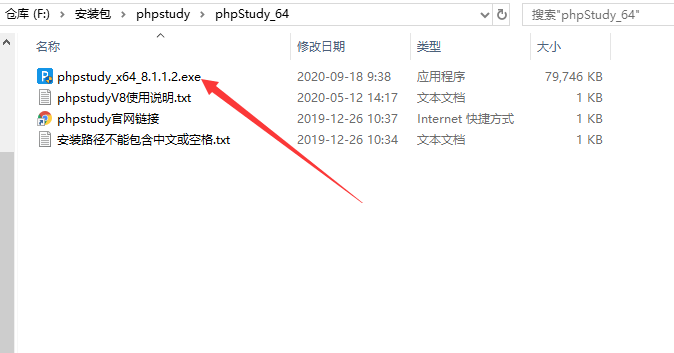 仓库 (F:) › 安装包 › phpstudy › phpStudy_64 搜索"phpStudy_64"
名称 修改日期 类型 大小
phpstudy_x64_8.1.1.2.exe 2020-09-18 9:38 应用程序 79,746 KB
phpstudyV8使用说明.txt 2020-05-12 14:17 文本文档 1 KB
phpstudy官网链接 2019-12-26 10:37 Internet 快捷方式 1 KB
安装路径不能包含中文或空格.txt 2019-12-26 10:34 文本文档 1 KB